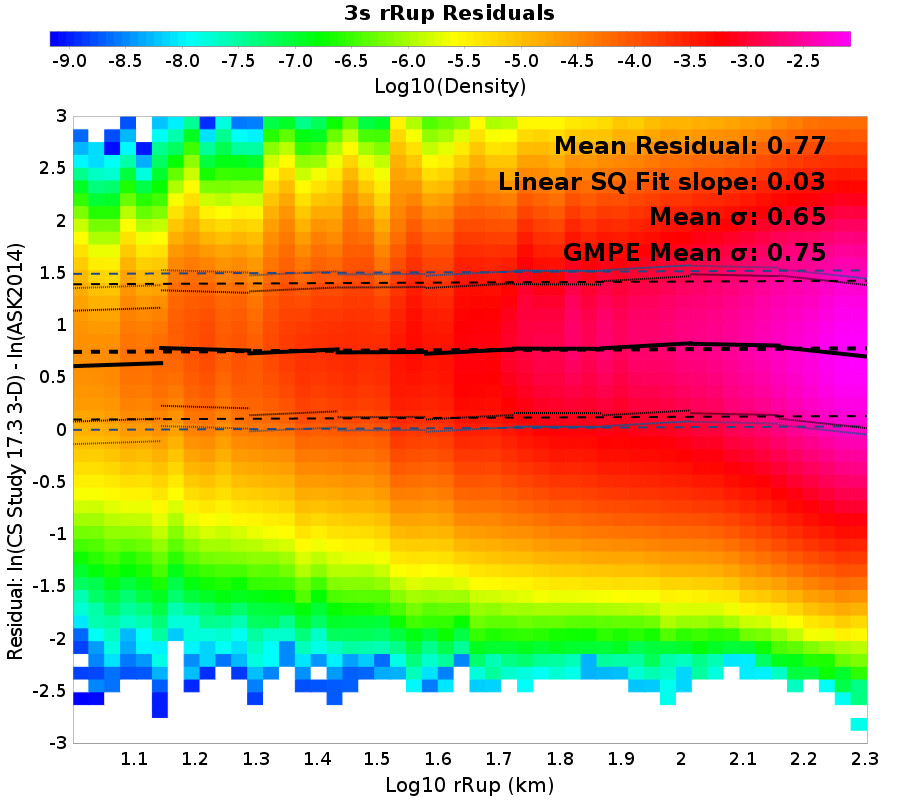 3s rRup Residuals
-9.0 -8.5 -8.0 -7.5 -7.0 -6.5 -6.0 -5.5 -5.0 -4.5 -4.0 -3.5 -3.0 -2.5
Log10(Density)
Mean Residual: 0.77
Linear SQ Fit slope: 0.03
Mean σ: 0.65
GMPE Mean σ: 0.75
Residual: ln(CS Study 17.3 3-D) - ln(ASK2014)
3
2.5
2
1.5
1
0.5
0
-0.5
-1
-1.5
-2
-2.5
-3
1.1 1.2 1.3 1.4 1.5 1.6 1.7 1.8 1.9 2 2.1 2.2 2.3
Log10 rRup (km)